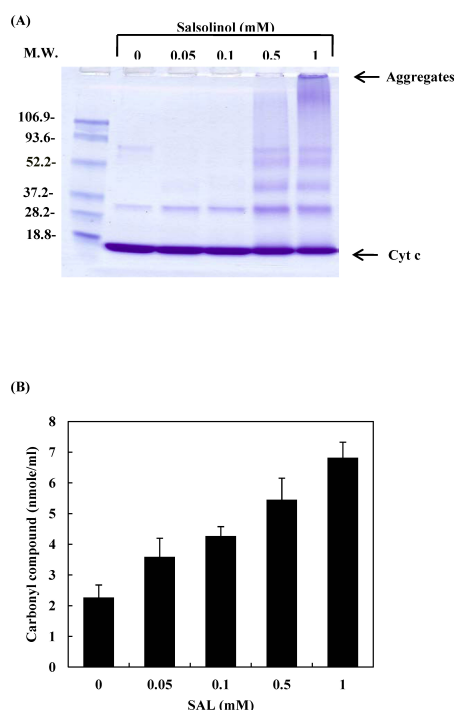 (A)
Salsolinol (mM)
M.W. 0 0.05 0.1 0.5 1
Aggregates
106.9-
93.6-
52.2-
37.2-
28.2-
18.8-
Cyt c
(B)
Carbonyl compound (nmole/ml)
8
7
6
5
4
3
2
1
0
0 0.05 0.1 0.5 1
SAL (mM)